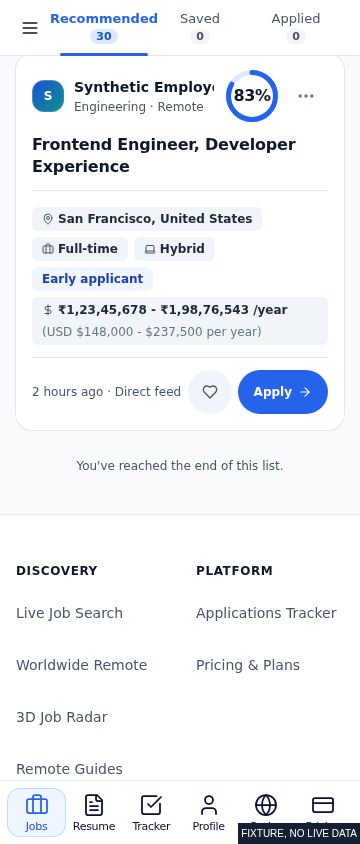 Recommended Saved Applied
30 0 0
S Synthetic Employ
Engineering · Remote
83%
Frontend Engineer, Developer
Experience
San Francisco, United States
Full-time Hybrid
Early applicant
$ ₹1,23,45,678 - ₹1,98,76,543 /year
(USD $148,000 - $237,500 per year)
2 hours ago · Direct feed Apply
You've reached the end of this list.
DISCOVERY PLATFORM
Live Job Search Applications Tracker
Worldwide Remote Pricing & Plans
3D Job Radar
Remote Guides
Jobs Resume Tracker Profile
FIXTURE, NO LIVE DATA